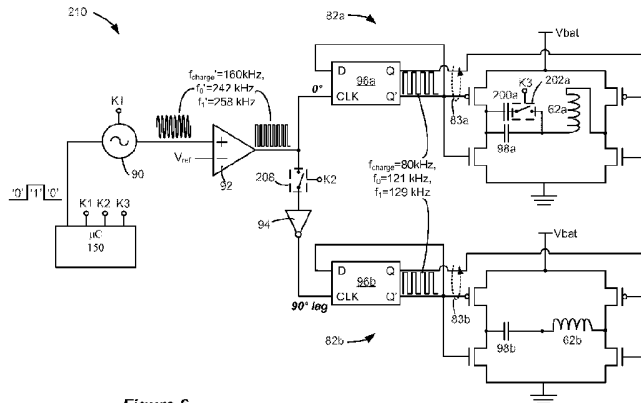 210
82a
Vbat
f_charge'=160kHz,
f_0'=242 kHz
f_1'=258 kHz
D Q
96a
CLK Q'
0°
83a
K3
202a
200a
62a
98a
K1
90
V_ref
+
−
92
208
K2
f_charge=80kHz,
f_0=121 kHz,
f_1=129 kHz
'0' '1' '0'
K1 K2 K3
µC
150
94
Vbat
D Q
96b
CLK Q'
90° lag
83b
82b
98b
62b